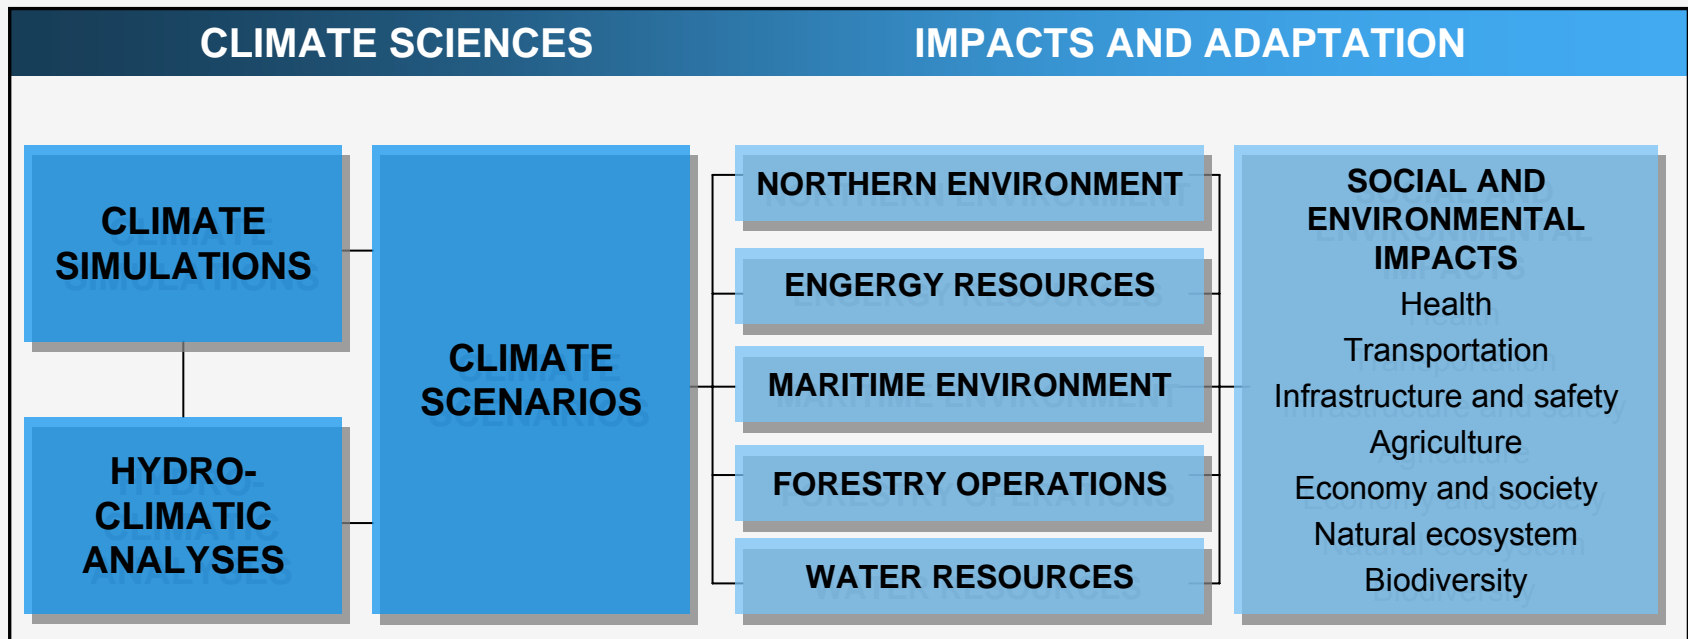 CLIMATE SCIENCES
IMPACTS AND ADAPTATION
CLIMATE
SIMULATIONS
HYDRO-
CLIMATIC
ANALYSES
CLIMATE
SCENARIOS
NORTHERN ENVIRONMENT
ENGERGY RESOURCES
MARITIME ENVIRONMENT
FORESTRY OPERATIONS
WATER RESOURCES
SOCIAL AND
ENVIRONMENTAL
IMPACTS
Health
Transportation
Infrastructure and safety
Agriculture
Economy and society
Natural ecosystem
Biodiversity